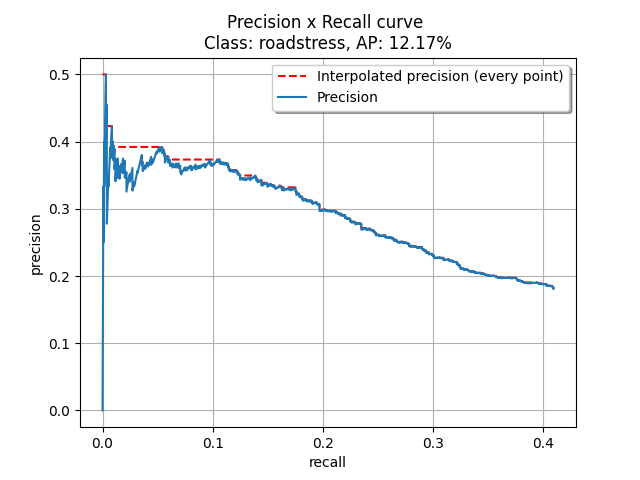 Precision x Recall curve
Class: roadstress, AP: 12.17%
Interpolated precision (every point)
Precision
0.5
0.4
0.3
0.2
0.1
0.0
precision
0.0 0.1 0.2 0.3 0.4
recall